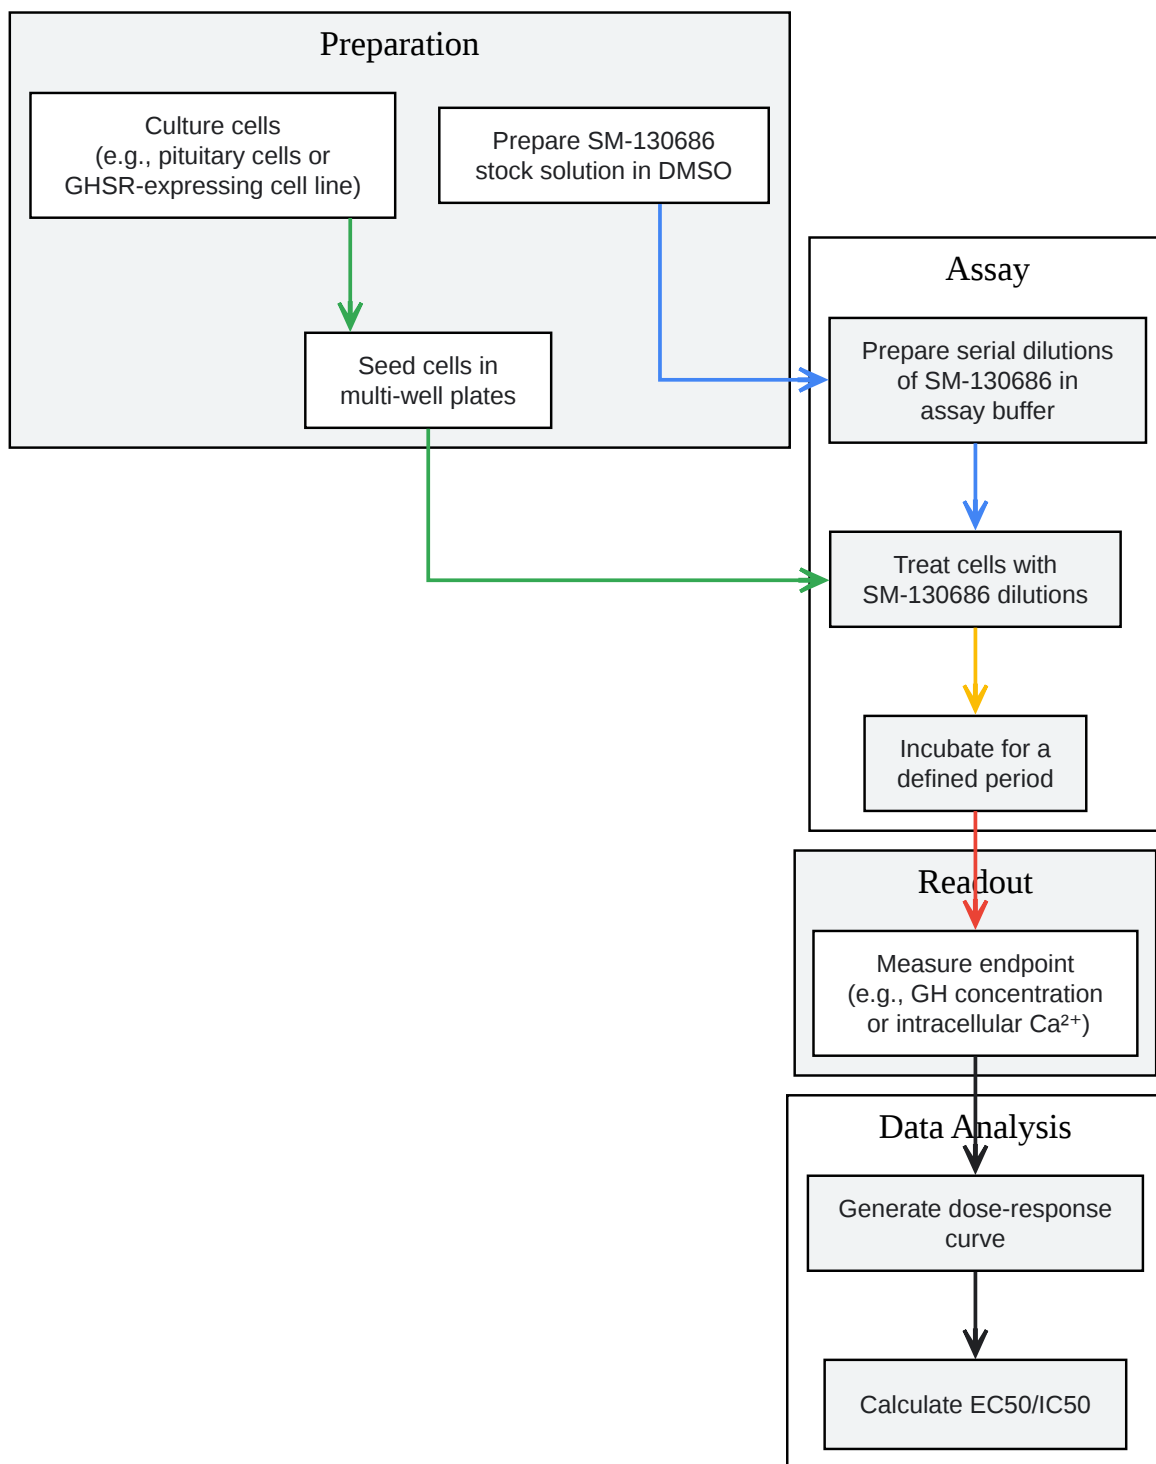 Preparation
Culture cells
(e.g., pituitary cells or
GHSR-expressing cell line)
Prepare SM-130686
stock solution in DMSO
Seed cells in
multi-well plates
Assay
Prepare serial dilutions
of SM-130686 in
assay buffer
Treat cells with
SM-130686 dilutions
Incubate for a
defined period
Readout
Measure endpoint
(e.g., GH concentration
or intracellular Ca²⁺)
Data Analysis
Generate dose-response
curve
Calculate EC50/IC50